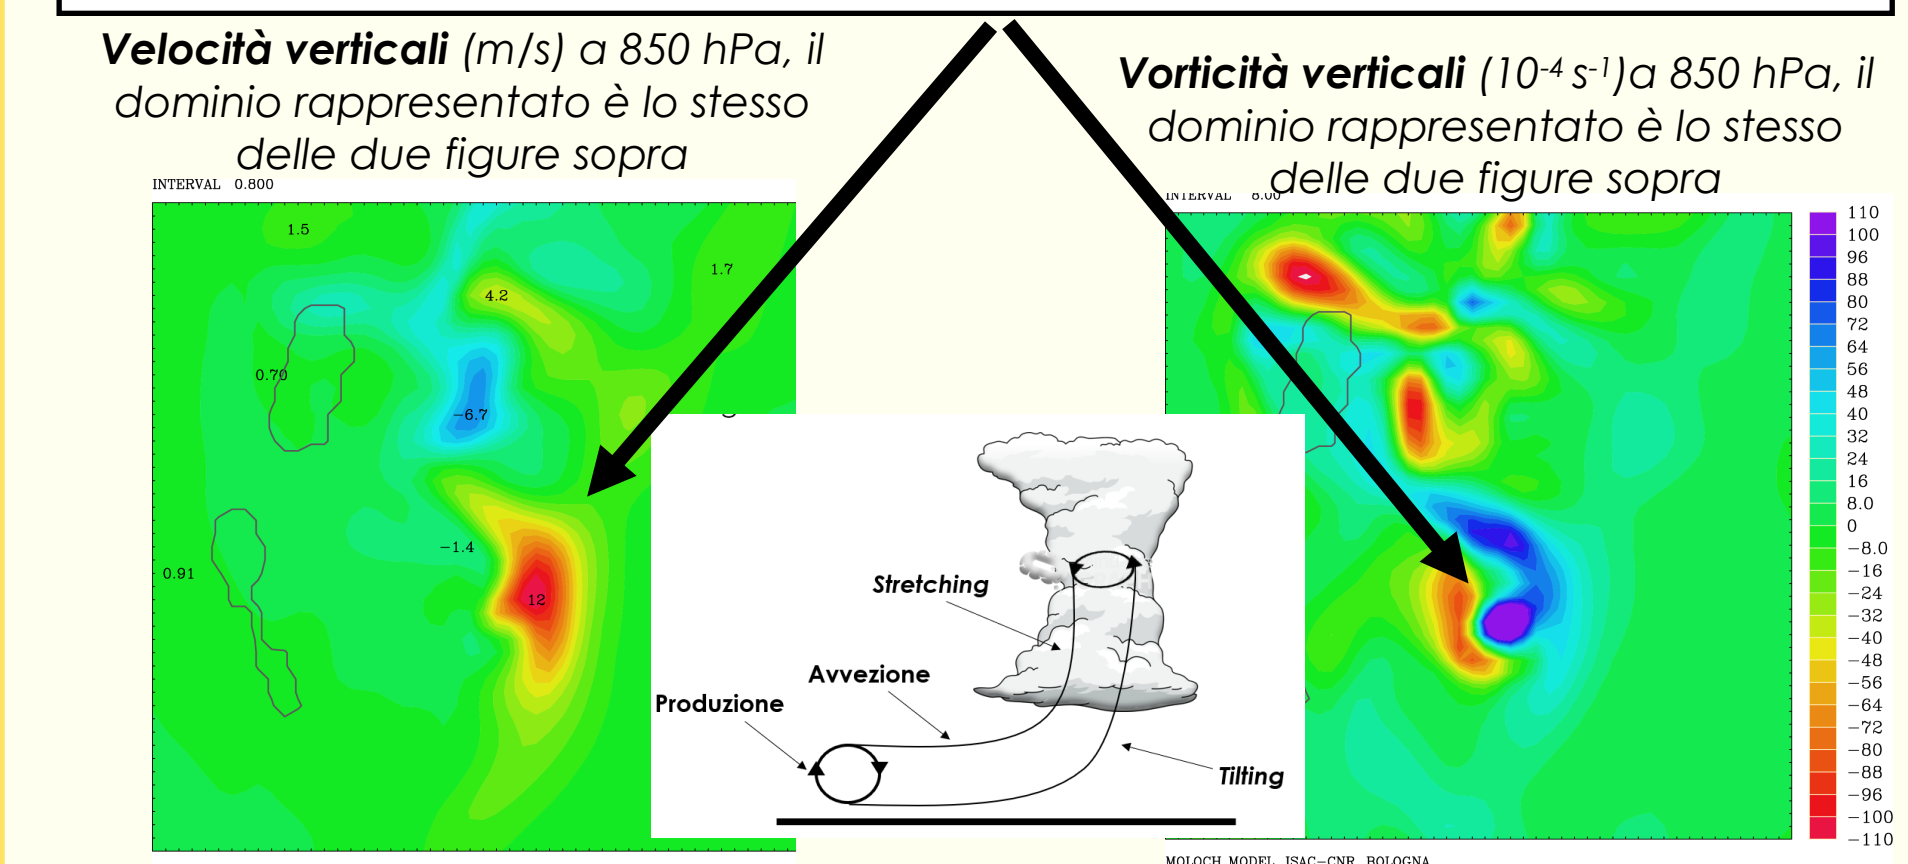 Velocità verticali (m/s) a 850 hPa, il
dominio rappresentato è lo stesso
delle due figure sopra
Vorticità verticali (10-4 s-1)a 850 hPa, il
dominio rappresentato è lo stesso
delle due figure sopra
INTERVAL 0.800
1.5
1.7
4.2
0.70
−6.7
−1.4
0.91
12
Stretching
Avvezione
Produzione
Tilting
INTERVAL 8.00
110
100
96
88
80
72
64
56
48
40
32
24
16
8.0
0
−8.0
−16
−24
−32
−40
−48
−56
−64
−72
−80
−88
−96
−100
−110
MOLOCH MODEL ISAC−CNR BOLOGNA